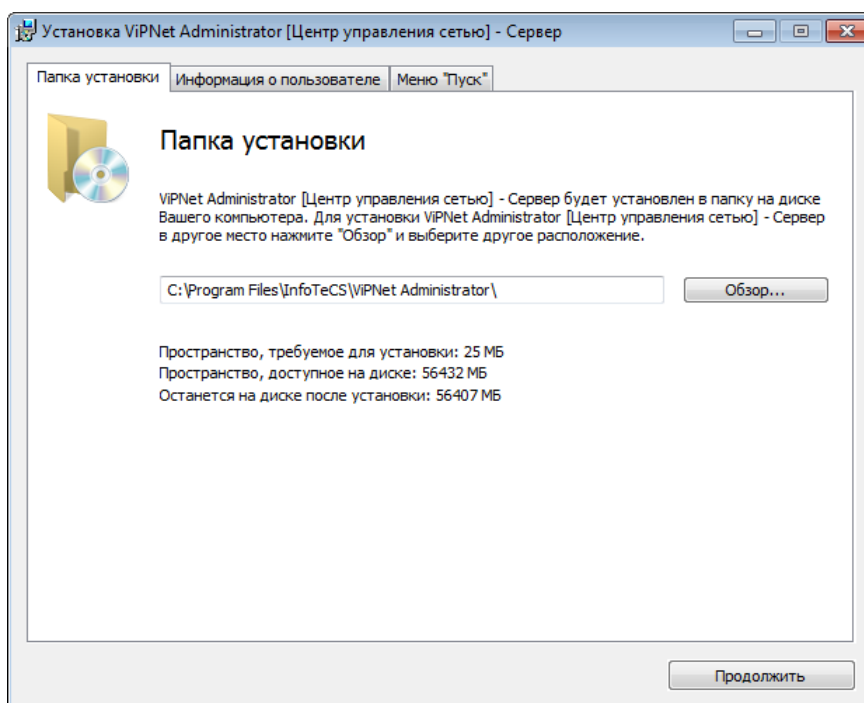 Установка ViPNet Administrator [Центр управления сетью] - Сервер
Папка установки Информация о пользователе Меню "Пуск"
Папка установки
ViPNet Administrator [Центр управления сетью] - Сервер будет установлен в папку на диске
Вашего компьютера. Для установки ViPNet Administrator [Центр управления сетью] - Сервер
в другое место нажмите "Обзор" и выберите другое расположение.
C:\Program Files\InfoTeCS\ViPNet Administrator\ Обзор...
Пространство, требуемое для установки: 25 МБ
Пространство, доступное на диске: 56432 МБ
Останется на диске после установки: 56407 МБ
Продолжить